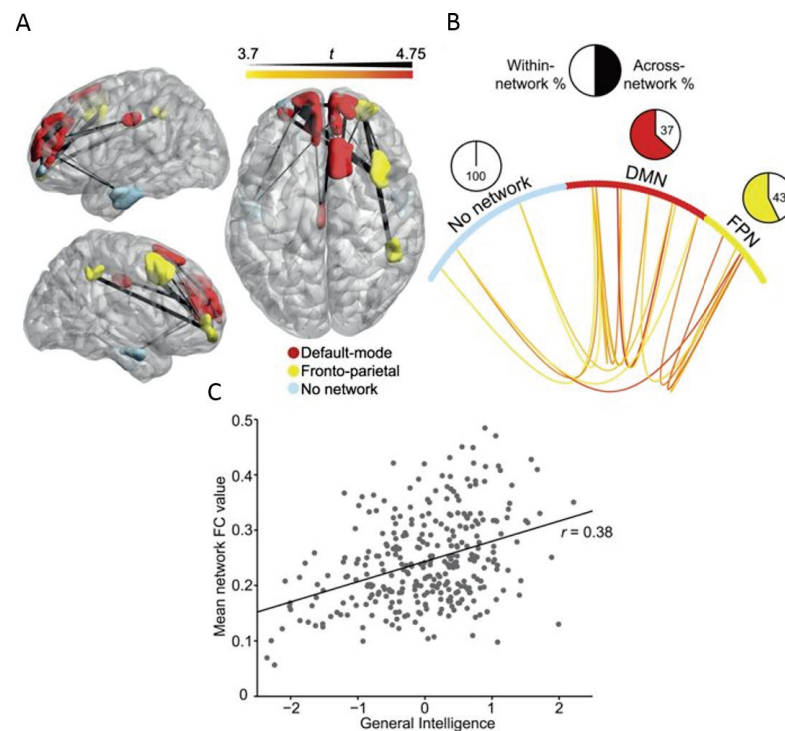 A
3.7 t 4.75
Default-mode
Fronto-parietal
No network
B
Within-
network %
Across-
network %
100
No network
37
DMN
43
FPN
C
Mean network FC value
0.5
0.4
0.3
0.2
0.1
0
r = 0.38
−2 −1 0 1 2
General Intelligence